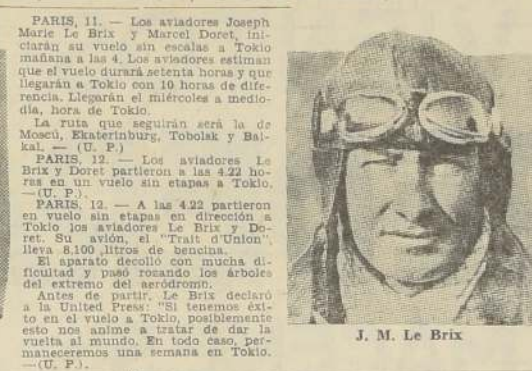 PARIS, 11. — Los aviadores Joseph
Marie Le Brix y Marcel Doret, ini-
ciarán su vuelo sin escalas a Tokio
mañana a las 4. Los aviadores estiman
que el vuelo durará setenta horas y que
llegarán a Tokio con 10 horas de dife-
rencia. Llegarán el miércoles a medio-
día, hora de Tokio.
La ruta que seguirán será la de
Moscú, Ekaterinburg, Tobolsk y Bai-
kal. — (U. P.)
PARIS, 12. — Los aviadores Le
Brix y Doret partieron a las 4.22 ho-
ras en un vuelo sin etapas a Tokio.
—(U. P.).
PARIS, 12. — A las 4.22 partieron
en vuelo sin etapas en dirección a
Tokio los aviadores Le Brix y Do-
ret. Su avión, el "Trait d'Union",
lleva 8,100 litros de bencina.
El aparato decolló con mucha di-
ficultad y pasó rozando los árboles
del extremo del aeródromo.
Antes de partir, Le Brix declaró
a la United Press: "Si tenemos éxi-
to en el vuelo a Tokio, posiblemente
esto nos anime a tratar de dar la
vuelta al mundo. En todo caso, per-
maneceremos una semana en Tokio.
—(U. P.).
J. M. Le Brix